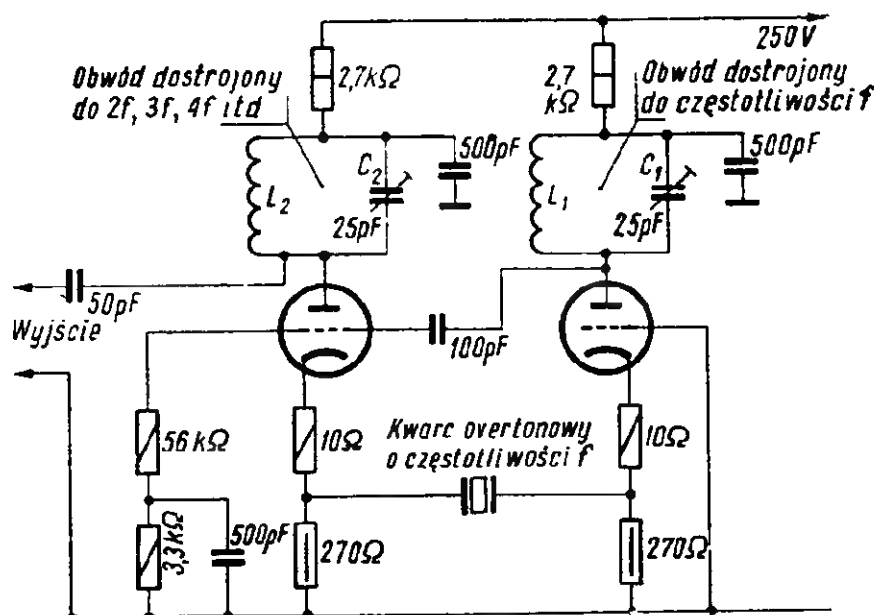 250V
2,7kΩ
2,7
kΩ
Obwód dostrojony
do 2f, 3f, 4f itd
Obwód dostrojony
do częstotliwości f
500pF
500pF
C₂
C₁
L₂
L₁
25pF
25pF
50pF
Wyjście
100pF
56kΩ
10Ω
Kwarc overtonowy
o częstotliwości f
10Ω
3,3kΩ
500pF
270Ω
270Ω